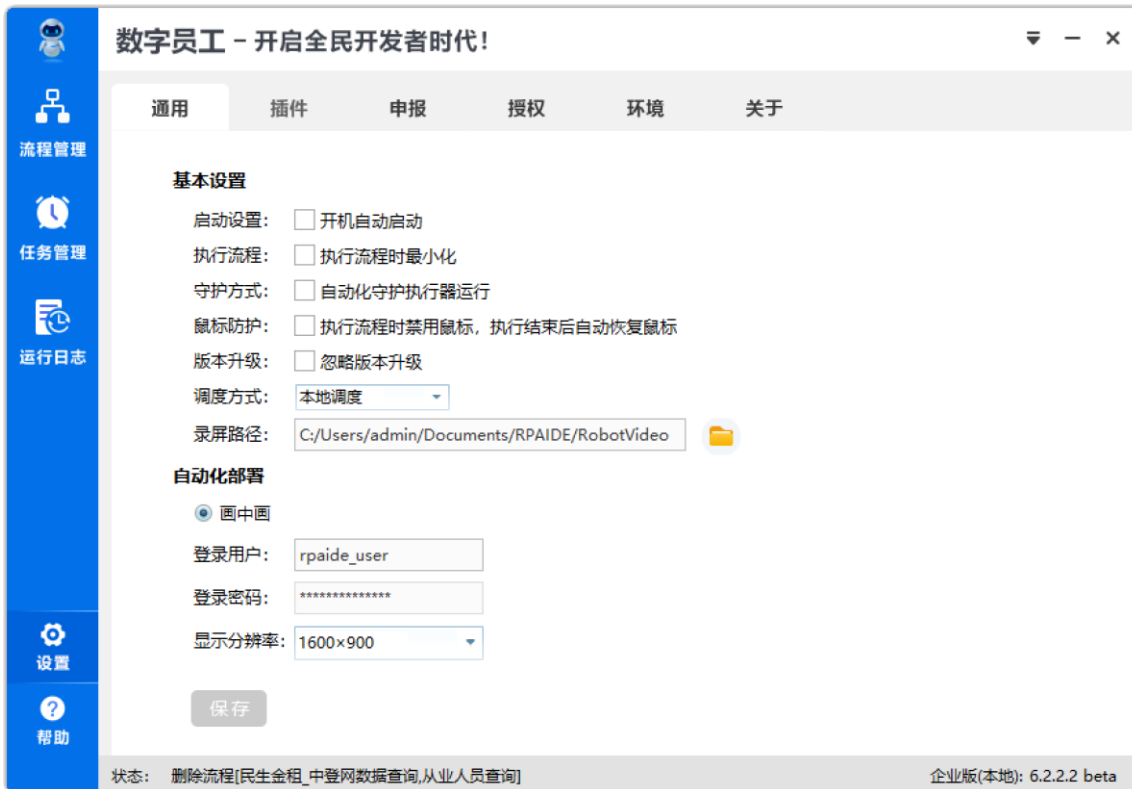 数字员工 – 开启全民开发者时代！
流程管理
任务管理
运行日志
设置
帮助
通用 插件 申报 授权 环境 关于
基本设置
启动设置： 开机自动启动
执行流程： 执行流程时最小化
守护方式： 自动化守护执行器运行
鼠标防护： 执行流程时禁用鼠标，执行结束后自动恢复鼠标
版本升级： 忽略版本升级
调度方式： 本地调度
录屏路径： C:/Users/admin/Documents/RPAIDE/RobotVideo
自动化部署
画中画
登录用户： rpaide_user
登录密码： **************
显示分辨率： 1600×900
保存
状态： 删除流程[民生金租_中登网数据查询,从业人员查询] 企业版(本地): 6.2.2.2 beta